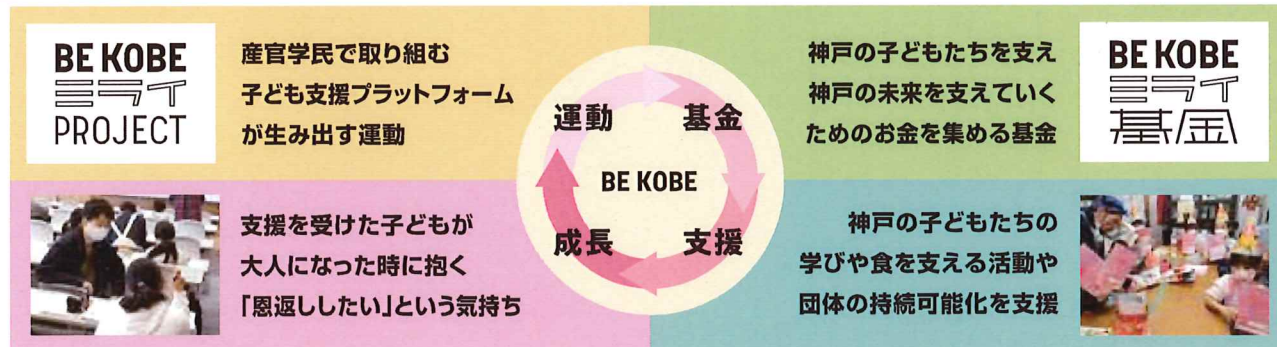 BE KOBE
ミライ
PROJECT
産官学民で取り組む
子ども支援プラットフォーム
が生み出す運動
神戸の子どもたちを支え
神戸の未来を支えていく
ためのお金を集める基金
BE KOBE
ミライ
基金
運動
基金
BE KOBE
成長
支援
支援を受けた子どもが
大人になった時に抱く
「恩返ししたい」という気持ち
神戸の子どもたちの
学びや食を支える活動や
団体の持続可能化を支援